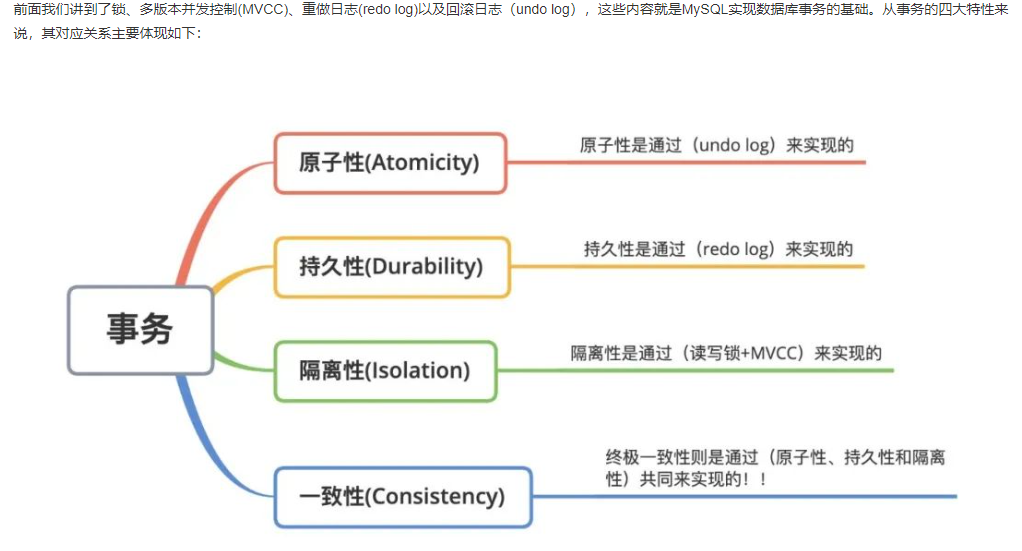 前面我们讲到了锁、多版本并发控制(MVCC)、重做日志(redo log)以及回滚日志（undo log），这些内容就是MySQL实现数据库事务的基础。从事务的四大特性来
说，其对应关系主要体现如下：
原子性(Atomicity)
原子性是通过（undo log）来实现的
持久性(Durability)
持久性是通过（redo log）来实现的
事务
隔离性(Isolation)
隔离性是通过（读写锁+MVCC）来实现的
一致性(Consistency)
终极一致性则是通过（原子性、持久性和隔离
性）共同来实现的！！